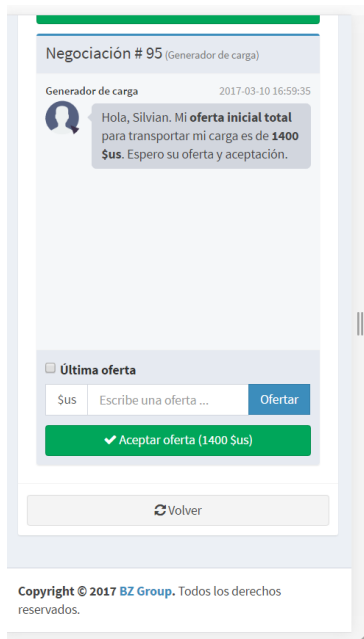 Negociación # 95 (Generador de carga)
Generador de carga 2017-03-10 16:59:35
Hola, Silvian. Mi oferta inicial total
para transportar mi carga es de 1400
$us. Espero su oferta y aceptación.
Última oferta
$us Escribe una oferta ... Ofertar
Aceptar oferta (1400 $us)
Volver
Copyright © 2017 BZ Group. Todos los derechos
reservados.